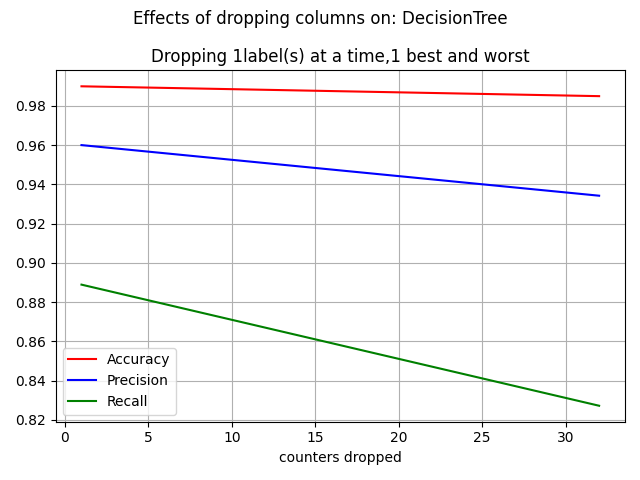 Effects of dropping columns on: DecisionTree
Dropping 1label(s) at a time,1 best and worst
0.98
0.96
0.94
0.92
0.90
0.88
0.86
0.84
0.82
Accuracy
Precision
Recall
0 5 10 15 20 25 30
counters dropped